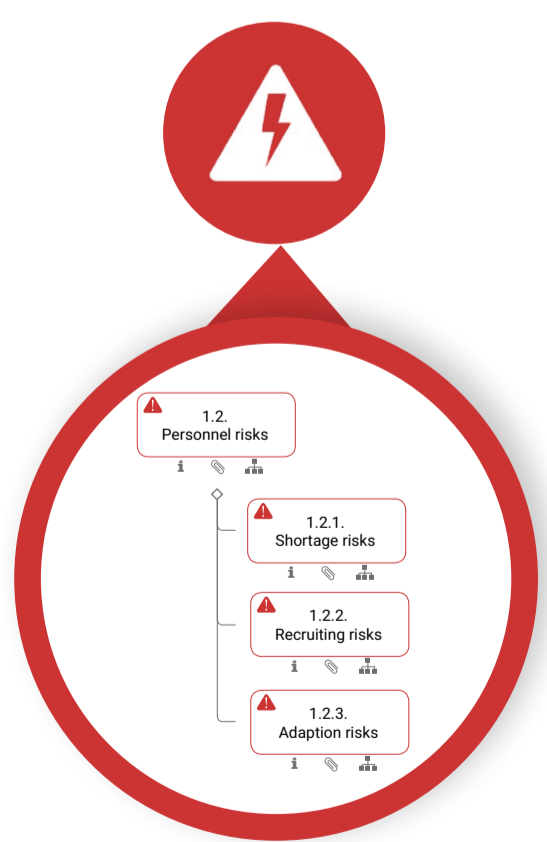 1.2.
Personnel risks
1.2.1.
Shortage risks
1.2.2.
Recruiting risks
1.2.3.
Adaption risks